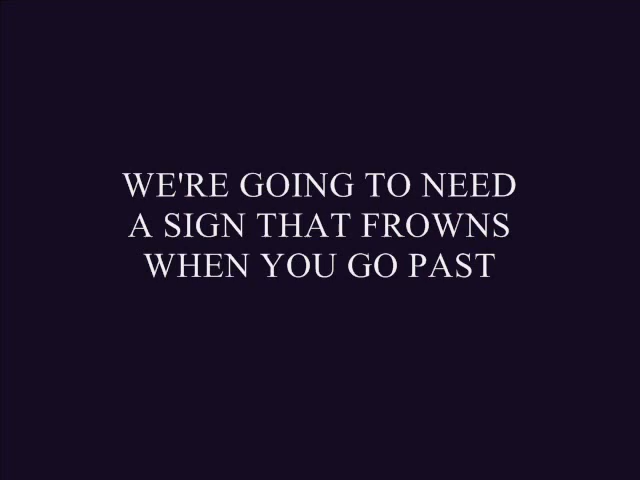 WE'RE GOING TO NEED
A SIGN THAT FROWNS
WHEN YOU GO PAST